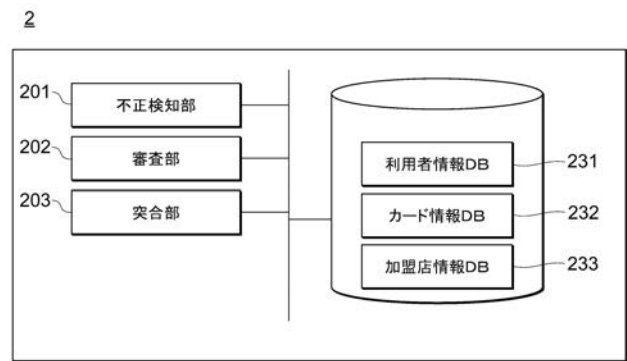 2
201
不正検知部
202
審査部
203
突合部
利用者情報DB
231
カード情報DB
232
加盟店情報DB
233